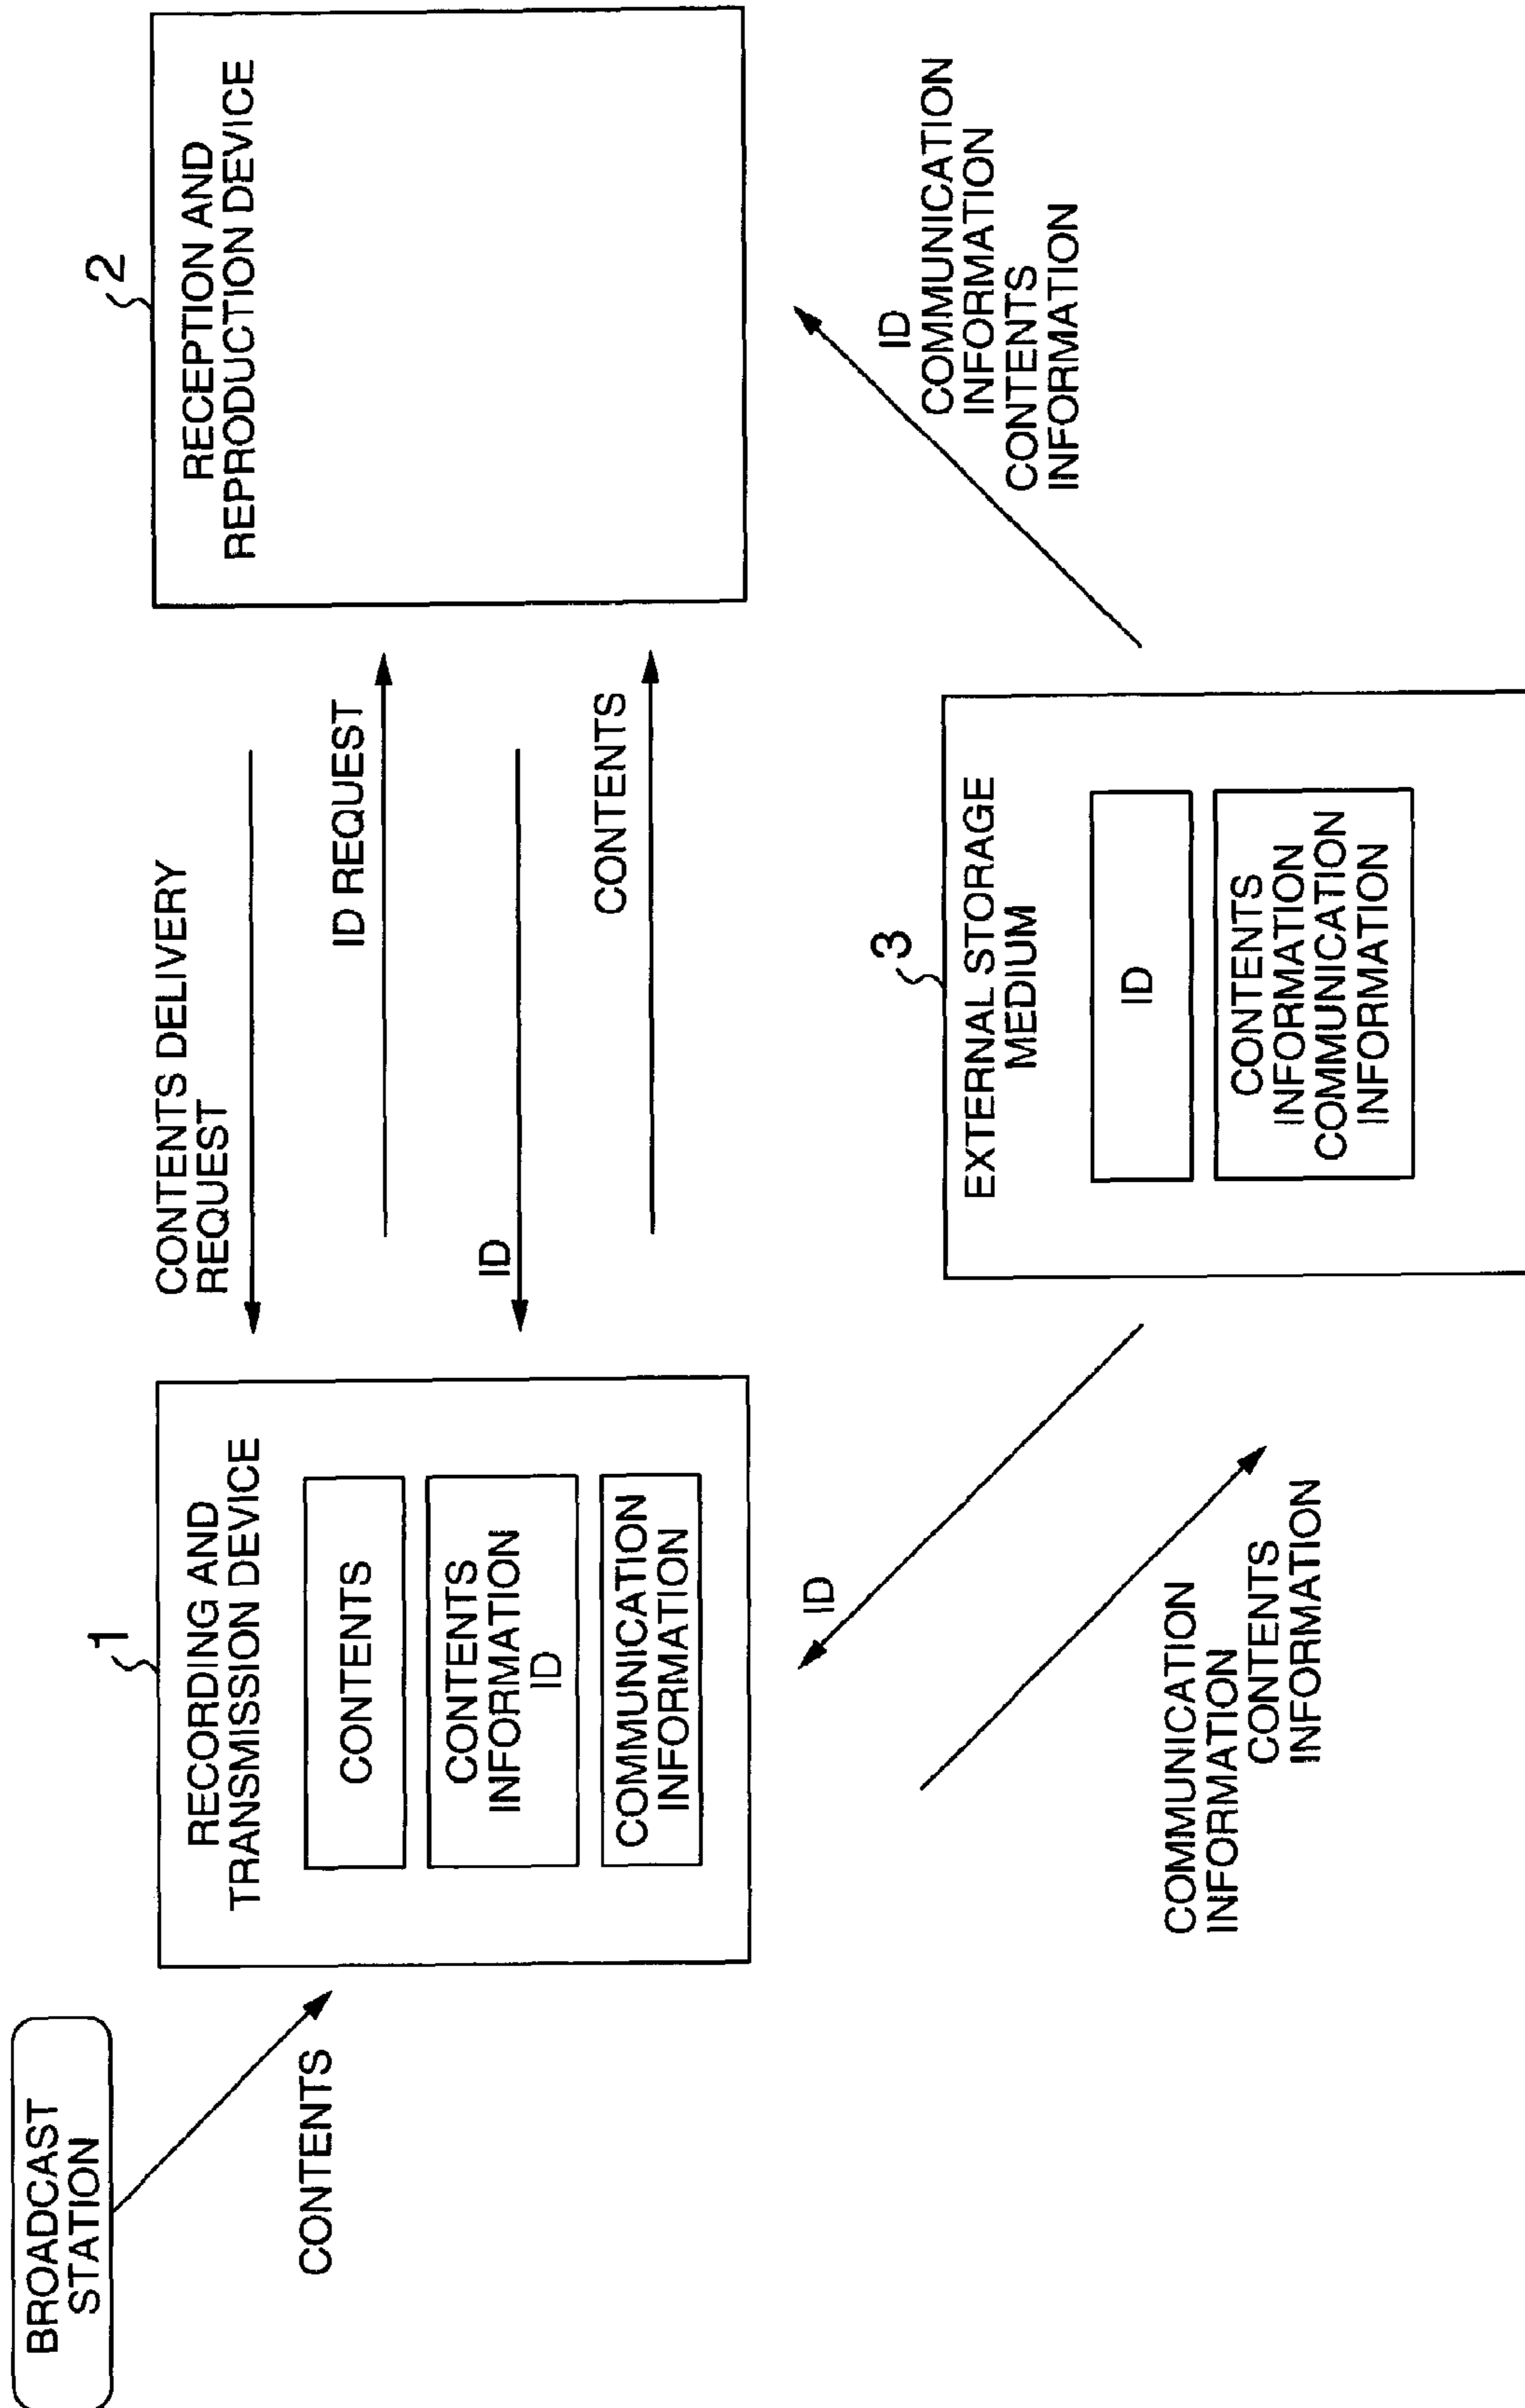 BROADCAST
STATION
CONTENTS
1
RECORDING AND
TRANSMISSION DEVICE
CONTENTS
CONTENTS
INFORMATION
ID
COMMUNICATION
INFORMATION
CONTENTS DELIVERY
REQUEST
ID REQUEST
ID
CONTENTS
2
RECEPTION AND
REPRODUCTION DEVICE
ID
COMMUNICATION
INFORMATION
CONTENTS
INFORMATION
3
EXTERNAL STORAGE
MEDIUM
ID
CONTENTS
INFORMATION
COMMUNICATION
INFORMATION
ID
COMMUNICATION
INFORMATION
CONTENTS
INFORMATION